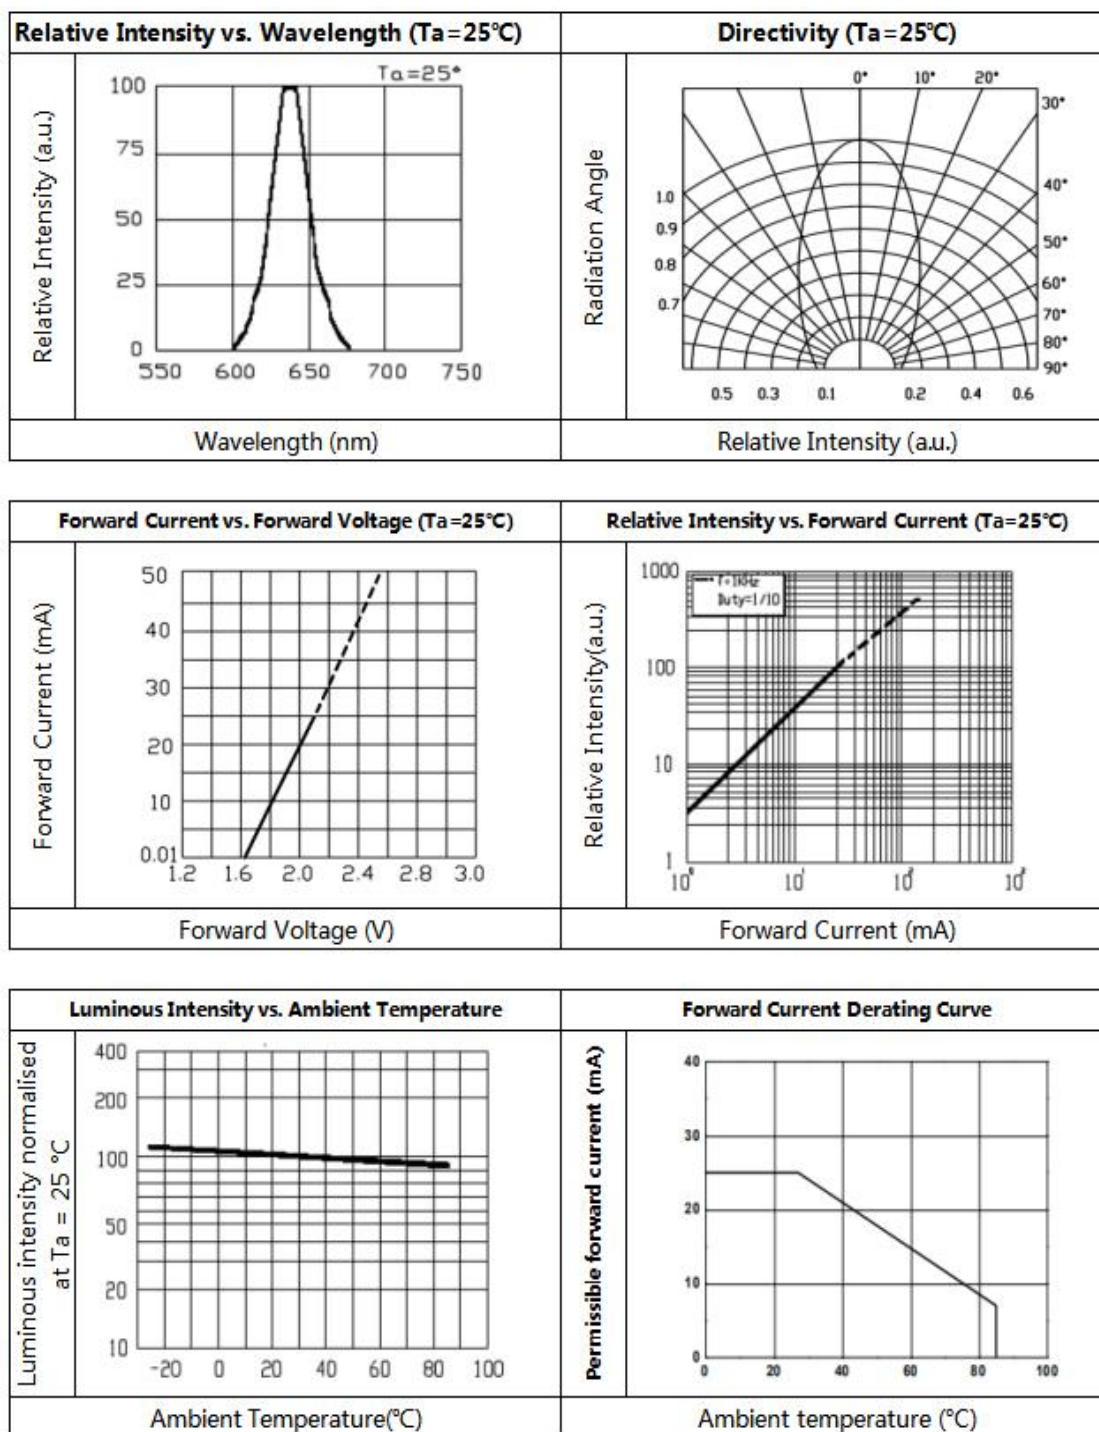 Relative Intensity vs. Wavelength (Ta=25℃)
Directivity (Ta=25℃)
Relative Intensity (a.u.)
Ta=25°
100
75
50
25
0
550 600 650 700 750
Wavelength (nm)
Radiation Angle
0° 10° 20°
30°
40°
50°
60°
70°
80°
90°
1.0
0.9
0.8
0.7
0.5 0.3 0.1 0.2 0.4 0.6
Relative Intensity (a.u.)
Forward Current vs. Forward Voltage (Ta=25℃)
Relative Intensity vs. Forward Current (Ta=25℃)
Forward Current (mA)
50
40
30
20
10
0.01
1.2 1.6 2.0 2.4 2.8 3.0
Forward Voltage (V)
Relative Intensity(a.u.)
1000
100
10
1
Duty=1/10
10⁰ 10¹ 10² 10³
Forward Current (mA)
Luminous Intensity vs. Ambient Temperature
Forward Current Derating Curve
Luminous intensity normalised
at Ta = 25 °C
400
200
100
50
20
10
-20 0 20 40 60 80 100
Ambient Temperature(℃)
Permissible forward current (mA)
40
30
20
10
0
0 20 40 60 80 100
Ambient temperature (℃)